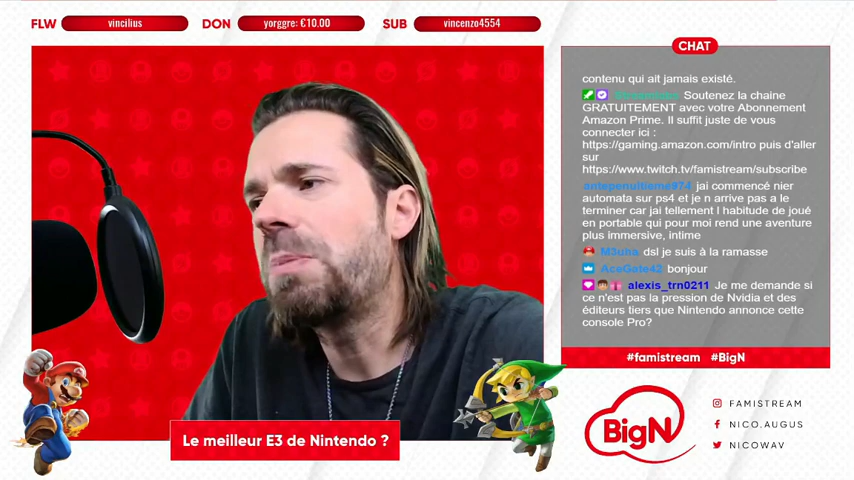 FLW vincilius DON yorggre: €10.00 SUB vincenzo4554
CHAT
contenu qui ait jamais existé.
Soutenez la chaine
GRATUITEMENT avec votre Abonnement
Amazon Prime. Il suffit juste de vous
connecter ici :
https://gaming.amazon.com/intro puis d'aller
sur
https://www.twitch.tv/famistream/subscribe
antepenultieme974 jai commencé nier
automata sur ps4 et je n arrive pas a le
terminer car jai tellement l habitude de joué
en portable qui pour moi rend une aventure
plus immersive, intime
M3una dsl je suis à la ramasse
AceGate42 bonjour
alexis_trn0211 Je me demande si
ce n'est pas la pression de Nvidia et des
éditeurs tiers que Nintendo annonce cette
console Pro?
#famistream #BigN
Le meilleur E3 de Nintendo ?
BigN
FAMISTREAM
NICO.AUGUS
NICOWAV